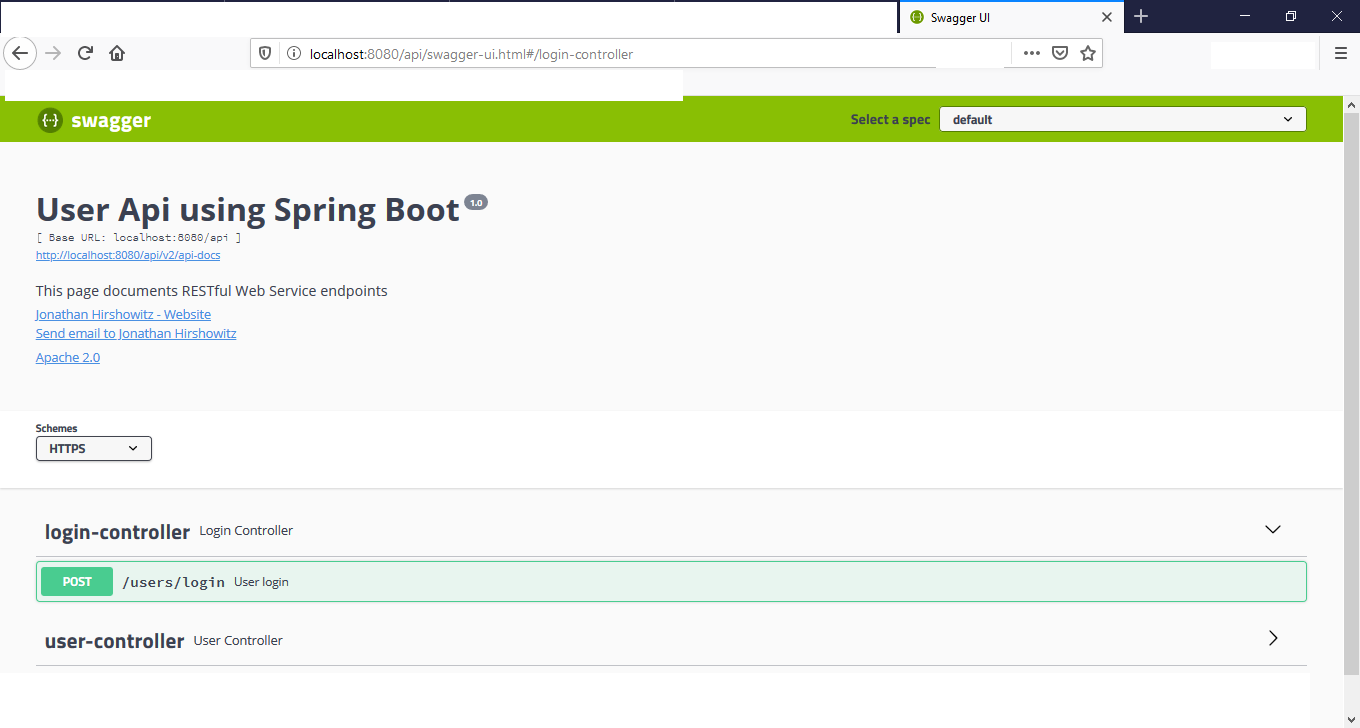 Swagger UI
localhost:8080/api/swagger-ui.html#/login-controller
{··} swagger
Select a spec default
User Api using Spring Boot 1.0
[ Base URL: localhost:8080/api ]
http://localhost:8080/api/v2/api-docs
This page documents RESTful Web Service endpoints
Jonathan Hirshowitz - Website
Send email to Jonathan Hirshowitz
Apache 2.0
Schemes
HTTPS
login-controller Login Controller
POST /users/login User login
user-controller User Controller